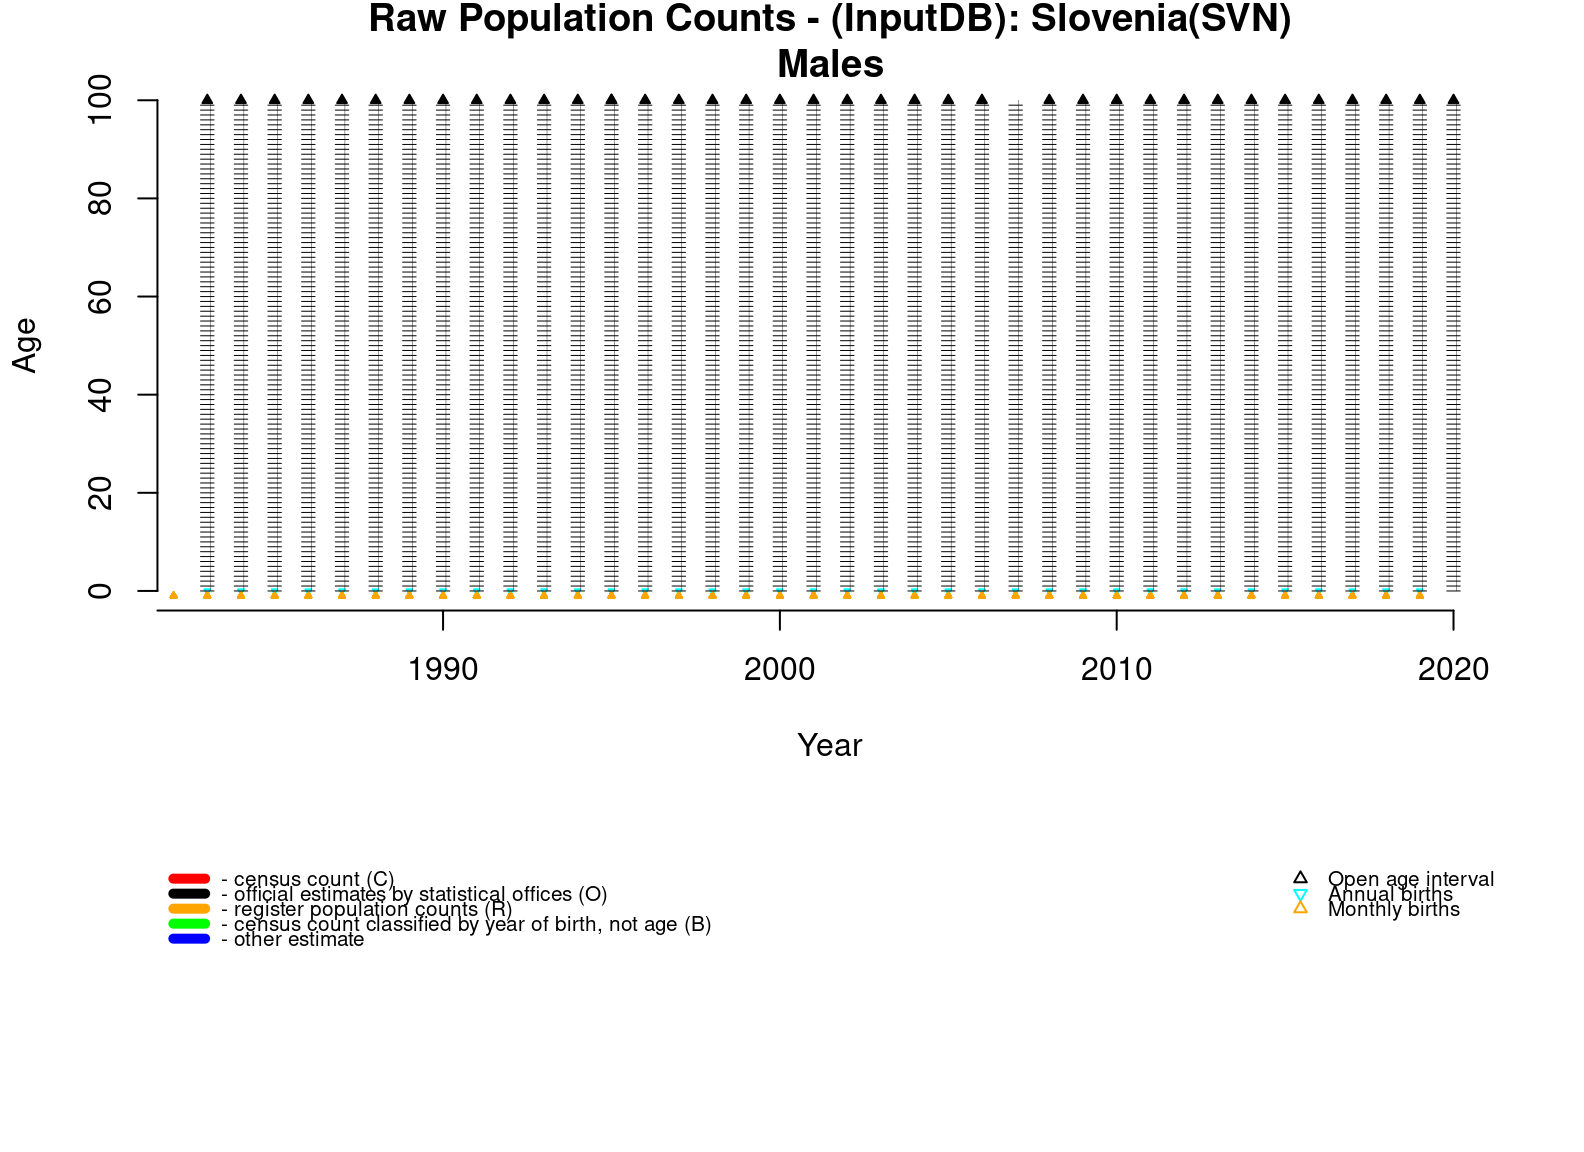 Raw Population Counts - (InputDB): Slovenia(SVN)
Males
100
80
60
40
20
0
Age
1990 2000 2010 2020
Year
- census count (C)
- official estimates by statistical offices (O)
- register population counts (R)
- census count classified by year of birth, not age (B)
- other estimate
Open age interval
Annual births
Monthly births